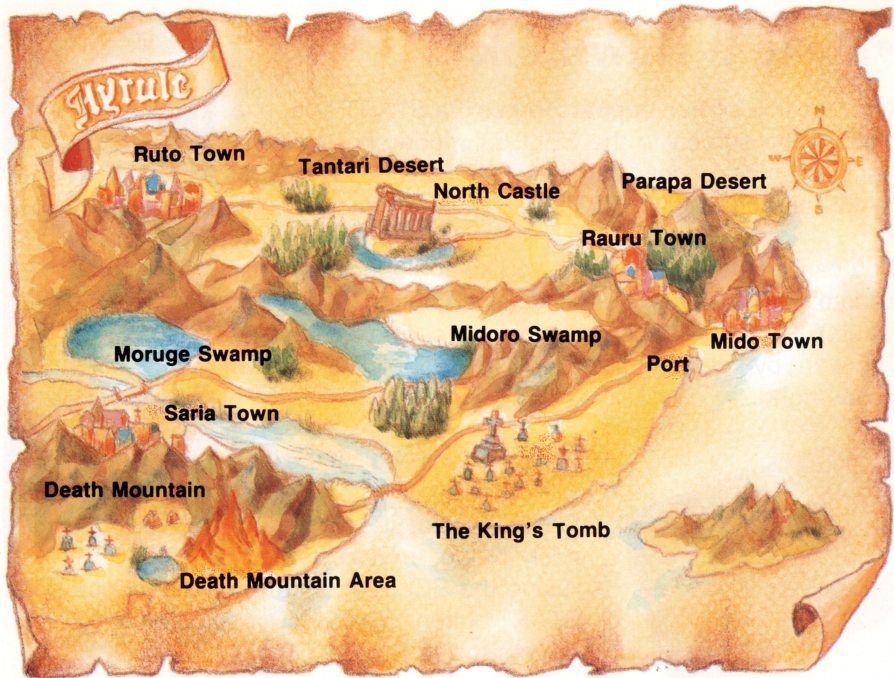 Hyrule
N
W
E
S
Ruto Town
Tantari Desert
North Castle
Parapa Desert
Rauru Town
Midoro Swamp
Mido Town
Moruge Swamp
Port
Saria Town
Death Mountain
The King's Tomb
Death Mountain Area